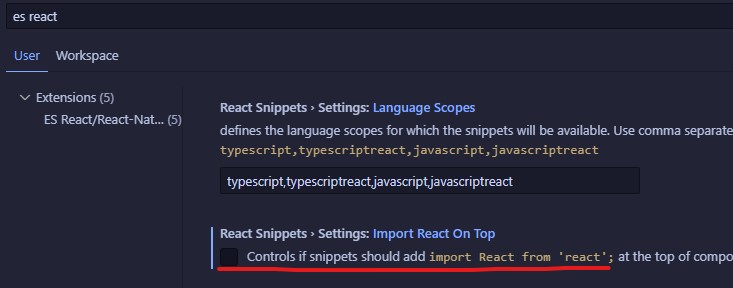 es react
User
Workspace
Extensions (5)
ES React/React-Nat... (5)
React Snippets › Settings: Language Scopes
defines the language scopes for which the snippets will be available. Use comma separate
typescript,typescriptreact,javascript,javascriptreact
typescript,typescriptreact,javascript,javascriptreact
React Snippets › Settings: Import React On Top
Controls if snippets should add import React from 'react'; at the top of compo